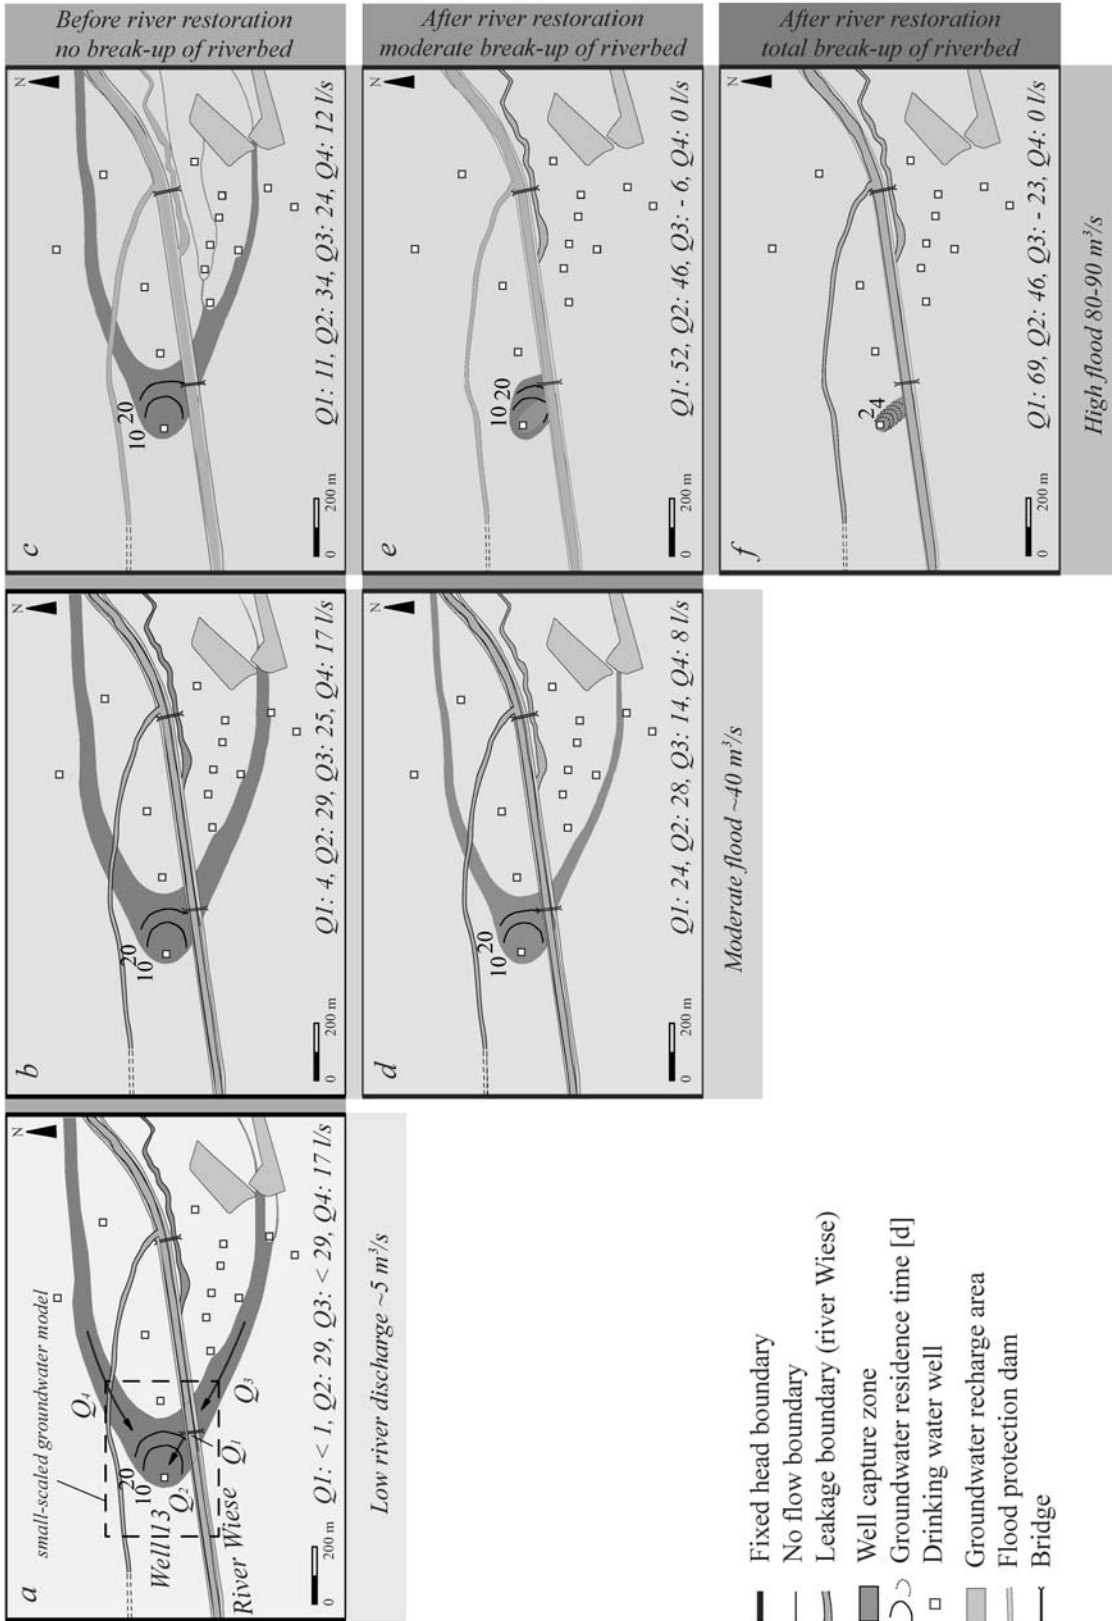 Before river restoration
no break-up of riverbed
After river restoration
moderate break-up of riverbed
After river restoration
total break-up of riverbed
a
small-scaled groundwater model
N
Q4
20
10
Q2
Well 13
Q1
Q3
River Wiese
0 200 m
Q1: < 1, Q2: 29, Q3: < 29, Q4: 17 l/s
b
N
20
10
0 200 m
Q1: 4, Q2: 29, Q3: 25, Q4: 17 l/s
c
N
20
10
0 200 m
Q1: 11, Q2: 34, Q3: 24, Q4: 12 l/s
d
N
20
10
0 200 m
Q1: 24, Q2: 28, Q3: 14, Q4: 8 l/s
e
N
10 20
0 200 m
Q1: 52, Q2: 46, Q3: - 6, Q4: 0 l/s
f
N
24
0 200 m
Q1: 69, Q2: 46, Q3: - 23, Q4: 0 l/s
Low river discharge ~5 m³/s
Moderate flood ~40 m³/s
High flood 80-90 m³/s
Fixed head boundary
No flow boundary
Leakage boundary (river Wiese)
Well capture zone
Groundwater residence time [d]
Drinking water well
Groundwater recharge area
Flood protection dam
Bridge